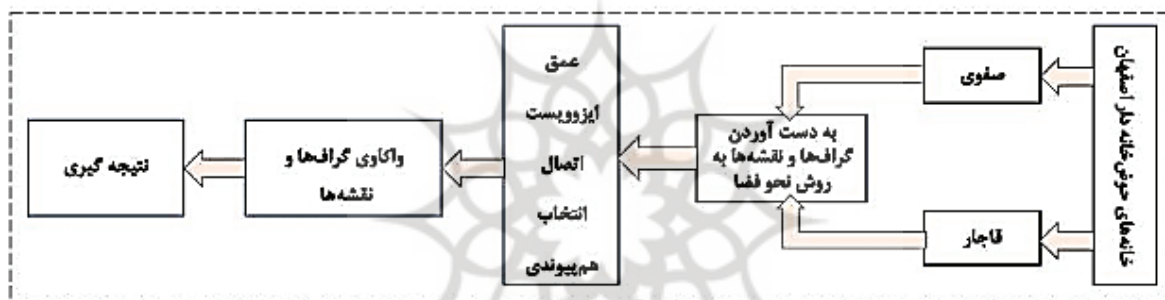 خانه‌های حوض‌خانه دار اصفهان
صفوی
قاجار
به دست آوردن
گراف‌ها و نقشه‌ها به
روش نحو فضا
عمق
ایزوویست
اتصال
انتخاب
هم‌پیوندی
واکاوی گراف‌ها و
نقشه‌ها
نتیجه گیری